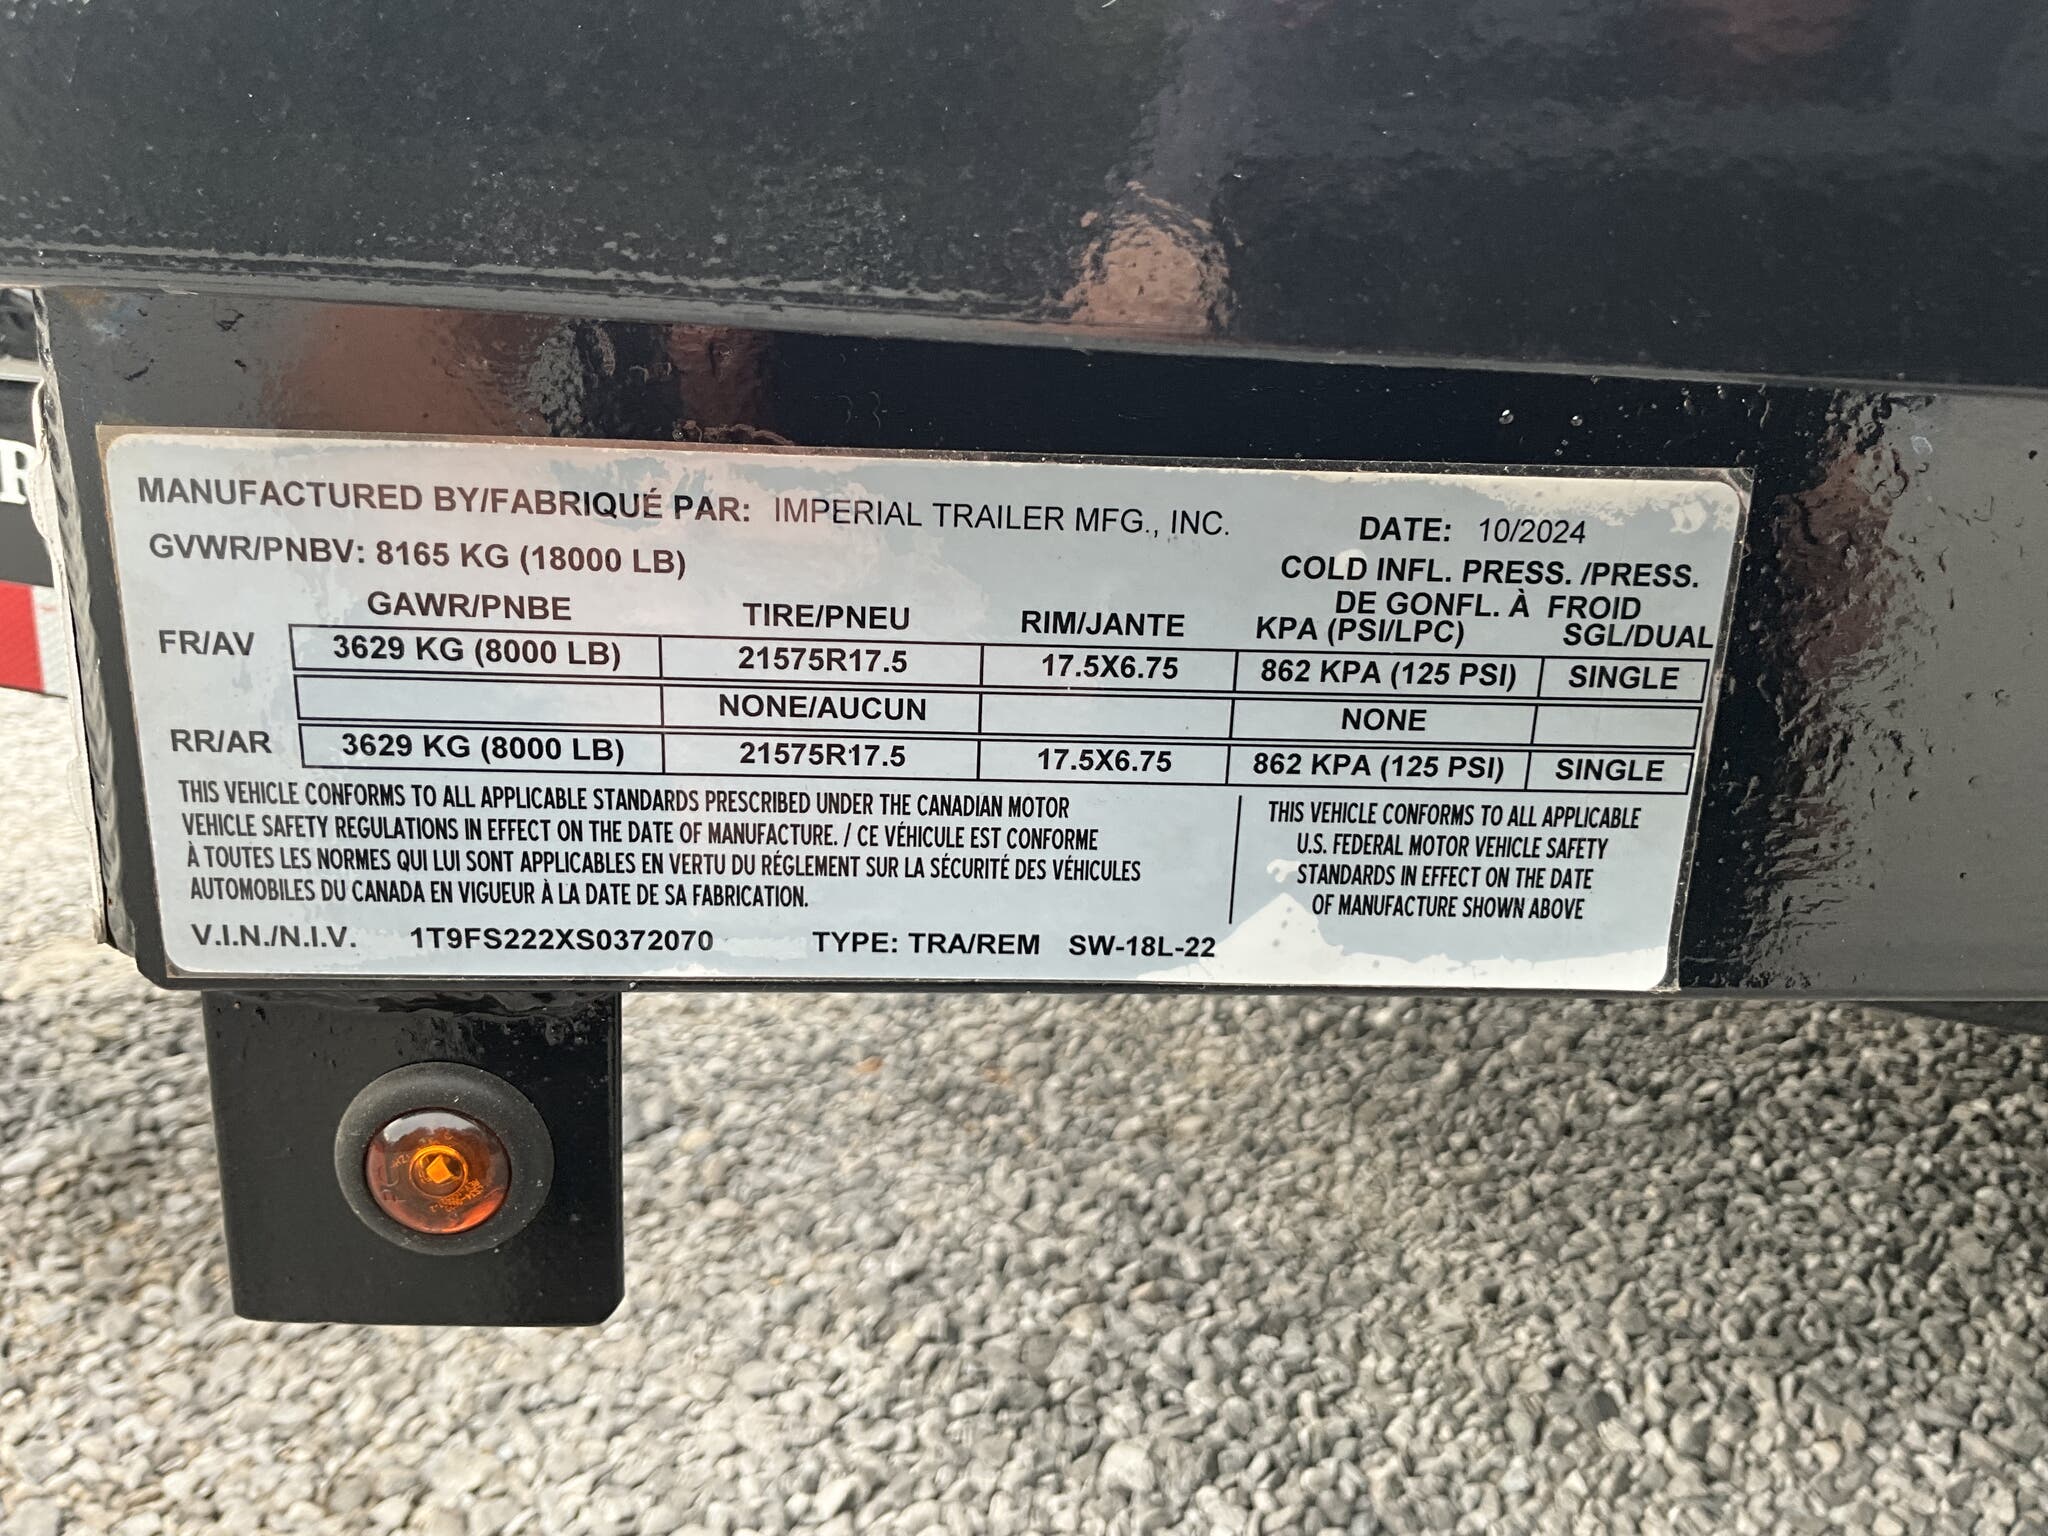 MANUFACTURED BY/FABRIQUÉ PAR: IMPERIAL TRAILER MFG., INC. DATE: 10/2024
GVWR/PNBV: 8165 KG (18000 LB) COLD INFL. PRESS. /PRESS.
DE GONFL. À FROID
GAWR/PNBE TIRE/PNEU RIM/JANTE KPA (PSI/LPC) SGL/DUAL
FR/AV 3629 KG (8000 LB) 21575R17.5 17.5X6.75 862 KPA (125 PSI) SINGLE
NONE/AUCUN NONE
RR/AR 3629 KG (8000 LB) 21575R17.5 17.5X6.75 862 KPA (125 PSI) SINGLE
THIS VEHICLE CONFORMS TO ALL APPLICABLE STANDARDS PRESCRIBED UNDER THE CANADIAN MOTOR
VEHICLE SAFETY REGULATIONS IN EFFECT ON THE DATE OF MANUFACTURE. / CE VÉHICULE EST CONFORME
À TOUTES LES NORMES QUI LUI SONT APPLICABLES EN VERTU DU RÉGLEMENT SUR LA SÉCURITÉ DES VÉHICULES
AUTOMOBILES DU CANADA EN VIGUEUR À LA DATE DE SA FABRICATION.
THIS VEHICLE CONFORMS TO ALL APPLICABLE
U.S. FEDERAL MOTOR VEHICLE SAFETY
STANDARDS IN EFFECT ON THE DATE
OF MANUFACTURE SHOWN ABOVE
V.I.N./N.I.V. 1T9FS222XS0372070 TYPE: TRA/REM SW-18L-22